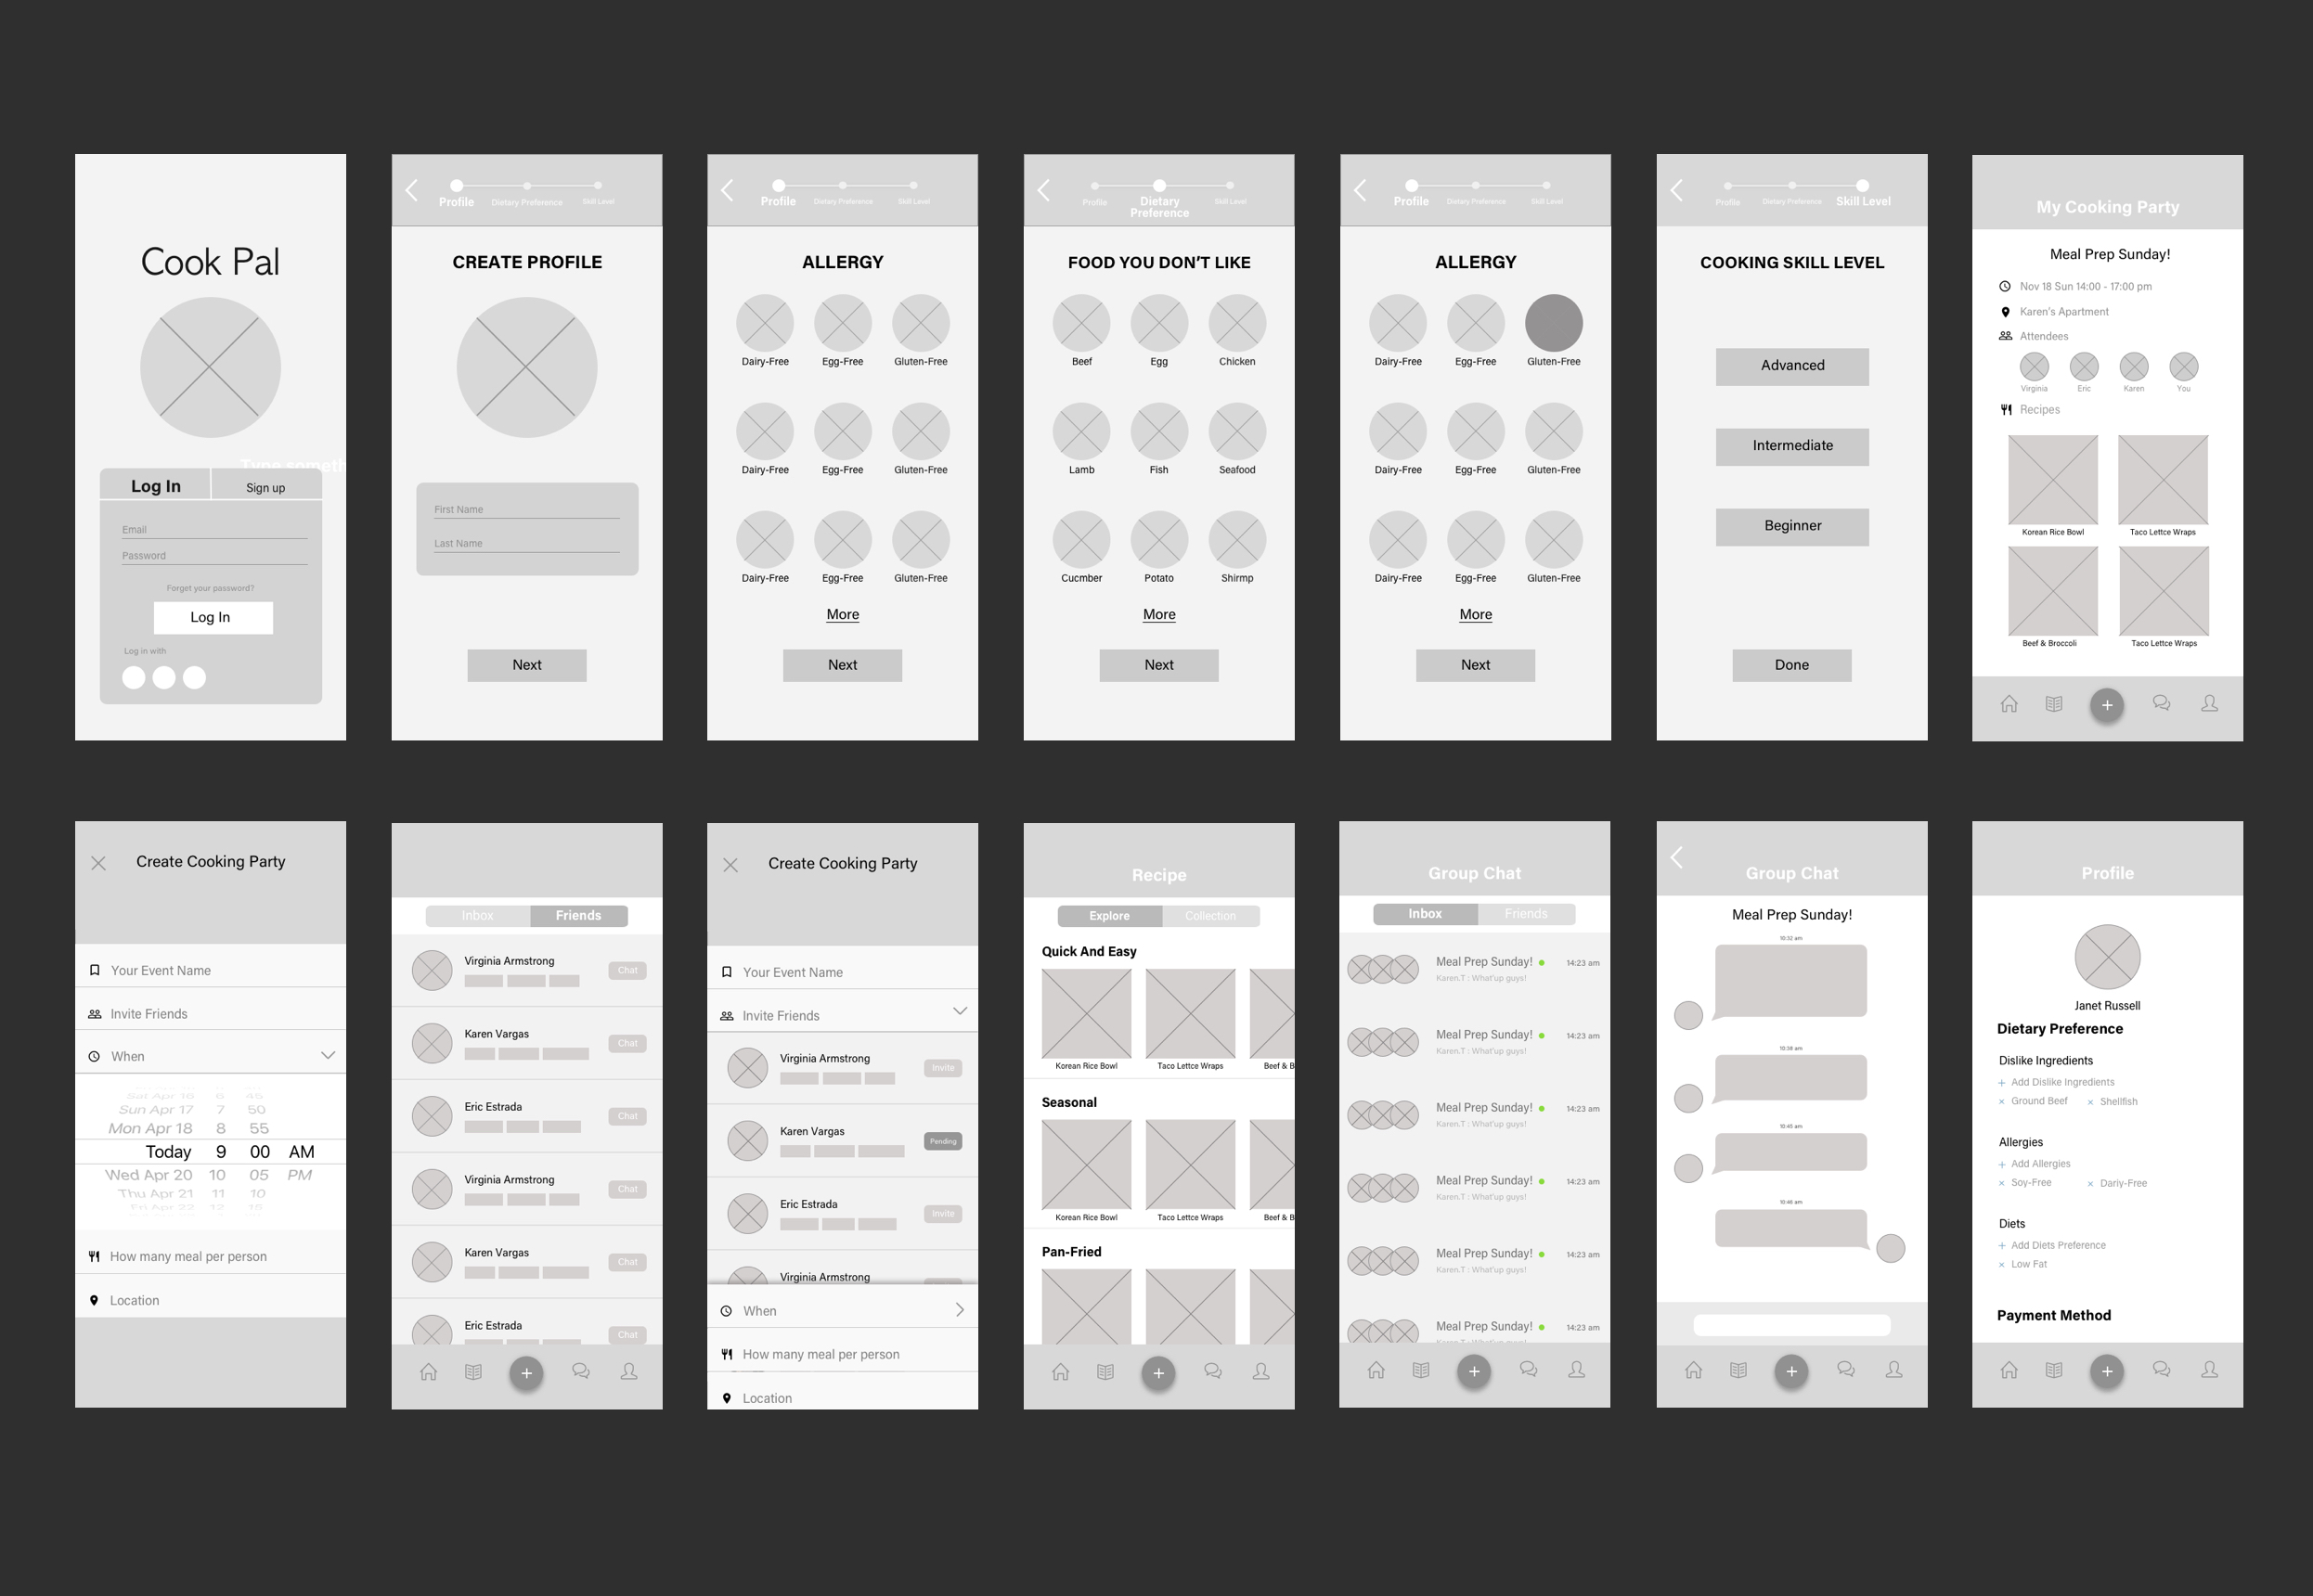 Cook Pal
Type someth
Log In
Sign up
Email
Password
Forget your password?
Log In
Log in with
Profile
Dietary Preference
Skill Level
CREATE PROFILE
First Name
Last Name
Next
Profile
Dietary Preference
Skill Level
ALLERGY
Dairy-Free Egg-Free Gluten-Free
Dairy-Free Egg-Free Gluten-Free
Dairy-Free Egg-Free Gluten-Free
More
Next
Profile
Dietary
Preference
Skill Level
FOOD YOU DON'T LIKE
Beef Egg Chicken
Lamb Fish Seafood
Cucmber Potato Shirmp
More
Next
Profile
Dietary Preference
Skill Level
ALLERGY
Dairy-Free Egg-Free Gluten-Free
Dairy-Free Egg-Free Gluten-Free
Dairy-Free Egg-Free Gluten-Free
More
Next
Profile
Dietary Preference
Skill Level
COOKING SKILL LEVEL
Advanced
Intermediate
Beginner
Done
My Cooking Party
Meal Prep Sunday!
Nov 18 Sun 14:00 - 17:00 pm
Karen's Apartment
Attendees
Virginia Eric Karen You
Recipes
Korean Rice Bowl Taco Lettce Wraps
Beef & Broccoli Taco Lettce Wraps
Create Cooking Party
Your Event Name
Invite Friends
When
Sat Apr 16 6 45
Sun Apr 17 7 50
Mon Apr 18 8 55
Today 9 00 AM
Wed Apr 20 10 05 PM
Thu Apr 21 11 10
Fri Apr 22 12 15
How many meal per person
Location
Inbox
Friends
Virginia Armstrong
Chat
Karen Vargas
Chat
Eric Estrada
Chat
Virginia Armstrong
Chat
Karen Vargas
Chat
Eric Estrada
Chat
Create Cooking Party
Your Event Name
Invite Friends
Virginia Armstrong
Invite
Karen Vargas
Pending
Eric Estrada
Invite
Virginia Armstrong
When
How many meal per person
Location
Recipe
Explore
Collection
Quick And Easy
Korean Rice Bowl Taco Lettce Wraps Beef & B
Seasonal
Korean Rice Bowl Taco Lettce Wraps Beef & B
Pan-Fried
Group Chat
Inbox
Friends
Meal Prep Sunday! 14:23 am
Karen.T : What'up guys!
Meal Prep Sunday! 14:23 am
Karen.T : What'up guys!
Meal Prep Sunday! 14:23 am
Karen.T : What'up guys!
Meal Prep Sunday! 14:23 am
Karen.T : What'up guys!
Meal Prep Sunday! 14:23 am
Karen.T : What'up guys!
Meal Prep Sunday! 14:23 am
Karen.T : What'up guys!
Group Chat
Meal Prep Sunday!
10:32 am
10:38 am
10:45 am
10:46 am
Profile
Janet Russell
Dietary Preference
Dislike Ingredients
+ Add Dislike Ingredients
× Ground Beef × Shellfish
Allergies
+ Add Allergies
× Soy-Free × Dariy-Free
Diets
+ Add Diets Preference
× Low Fat
Payment Method